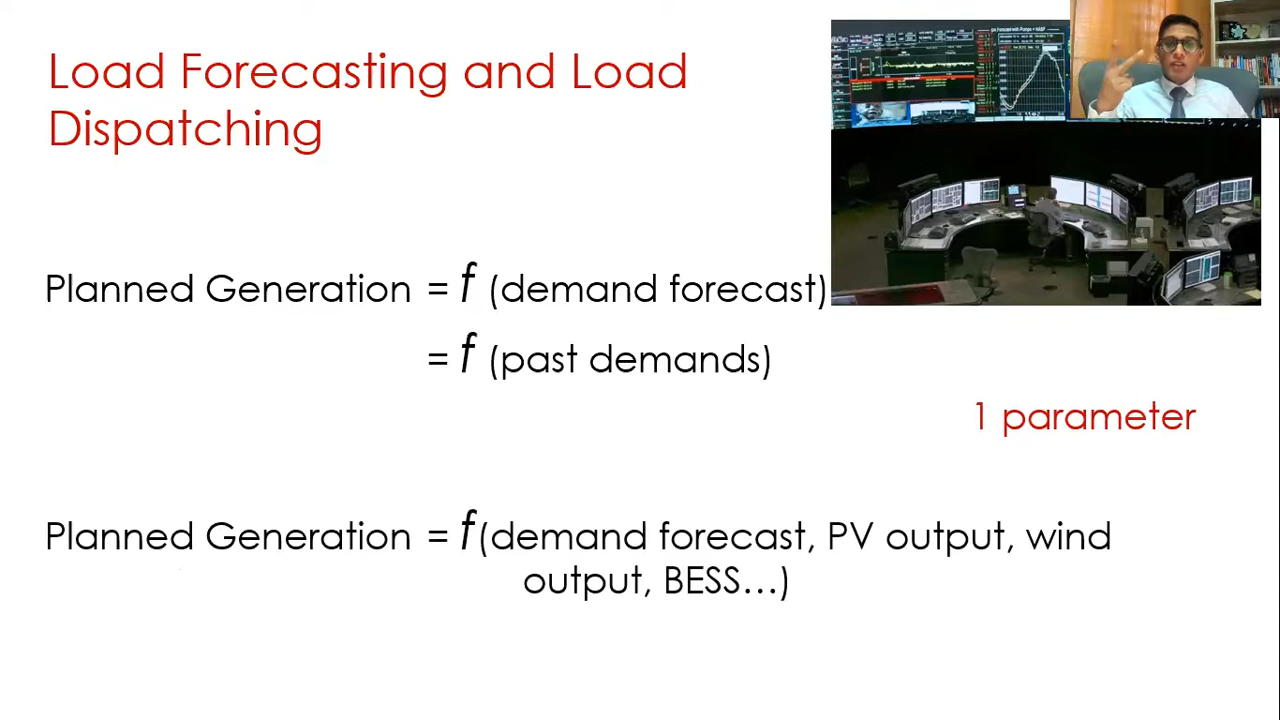 Load Forecasting and Load
Dispatching
Planned Generation = f (demand forecast)
= f (past demands)
1 parameter
Planned Generation = f(demand forecast, PV output, wind
output, BESS…)